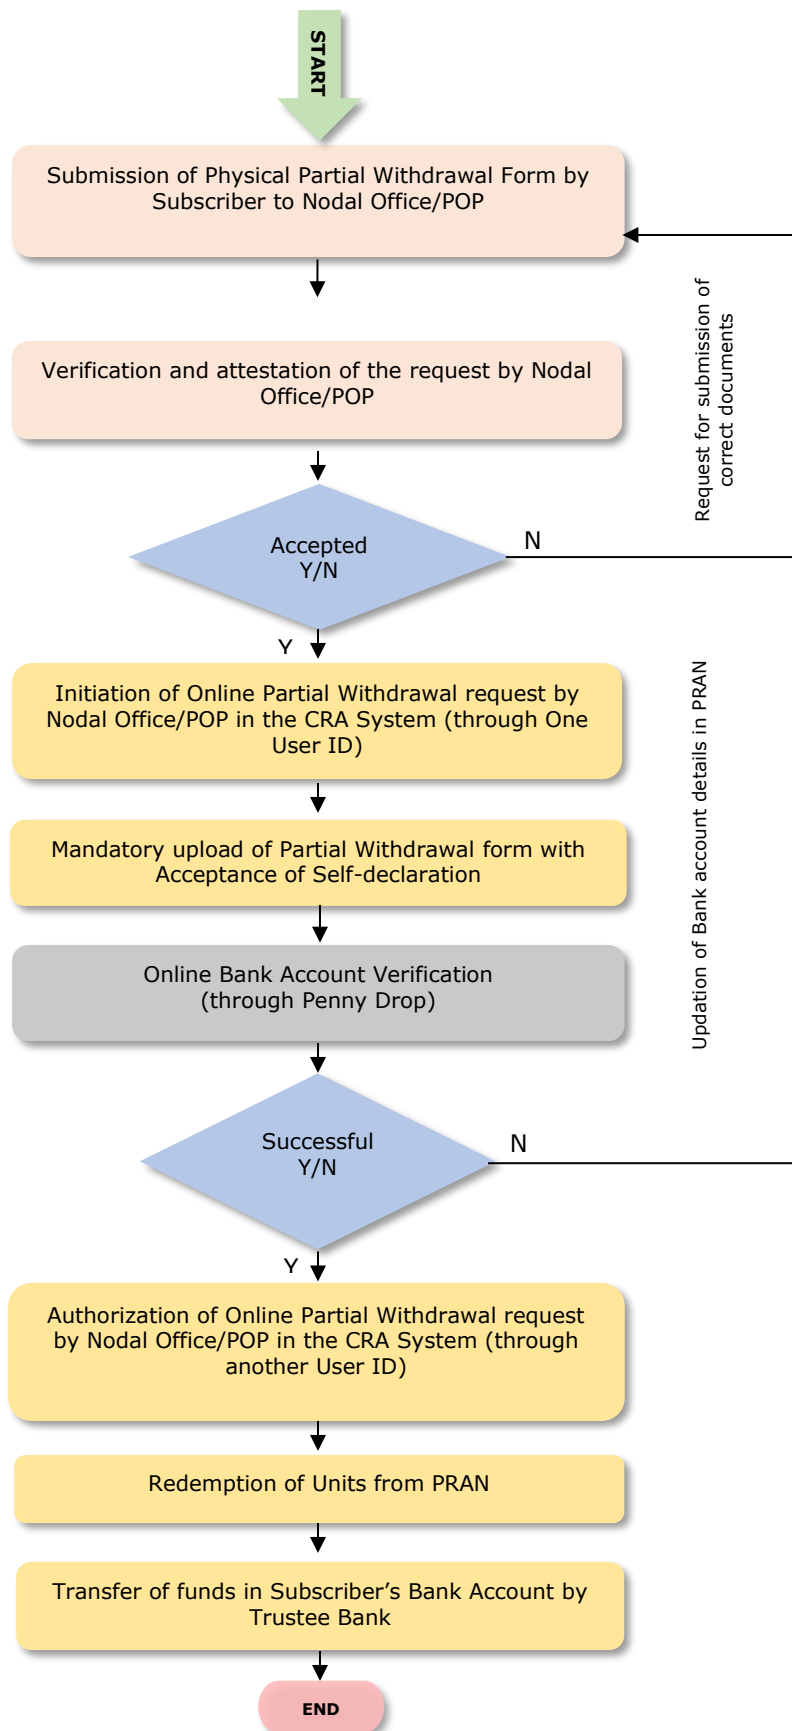 START
Submission of Physical Partial Withdrawal Form by
Subscriber to Nodal Office/POP
Request for submission of
correct documents
Verification and attestation of the request by Nodal
Office/POP
Accepted
Y/N
N
Y
Initiation of Online Partial Withdrawal request by
Nodal Office/POP in the CRA System (through One
User ID)
Updation of Bank account details in PRAN
Mandatory upload of Partial Withdrawal form with
Acceptance of Self-declaration
Online Bank Account Verification
(through Penny Drop)
Successful
Y/N
N
Y
Authorization of Online Partial Withdrawal request
by Nodal Office/POP in the CRA System (through
another User ID)
Redemption of Units from PRAN
Transfer of funds in Subscriber’s Bank Account by
Trustee Bank
END